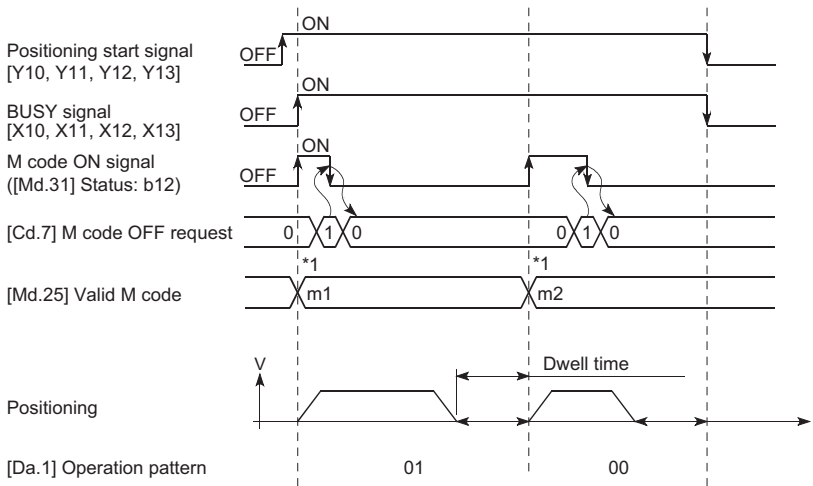 ON
Positioning start signal
[Y10, Y11, Y12, Y13]
OFF
ON
BUSY signal
[X10, X11, X12, X13]
OFF
ON
M code ON signal
([Md.31] Status: b12)
OFF
[Cd.7] M code OFF request
0 1 0 0 1 0
*1 *1
[Md.25] Valid M code
m1 m2
V
Dwell time
Positioning
[Da.1] Operation pattern
01 00